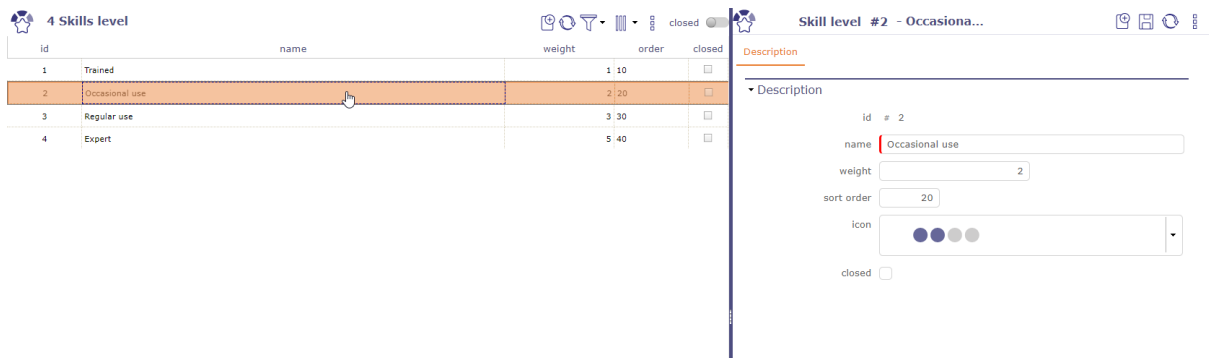 4 Skills level
closed
id name weight order closed
1 Trained 1 10
2 Occasional use 2 20
3 Regular use 3 30
4 Expert 5 40
Skill level #2 - Occasiona...
Description
Description
id # 2
name Occasional use
weight 2
sort order 20
icon
closed